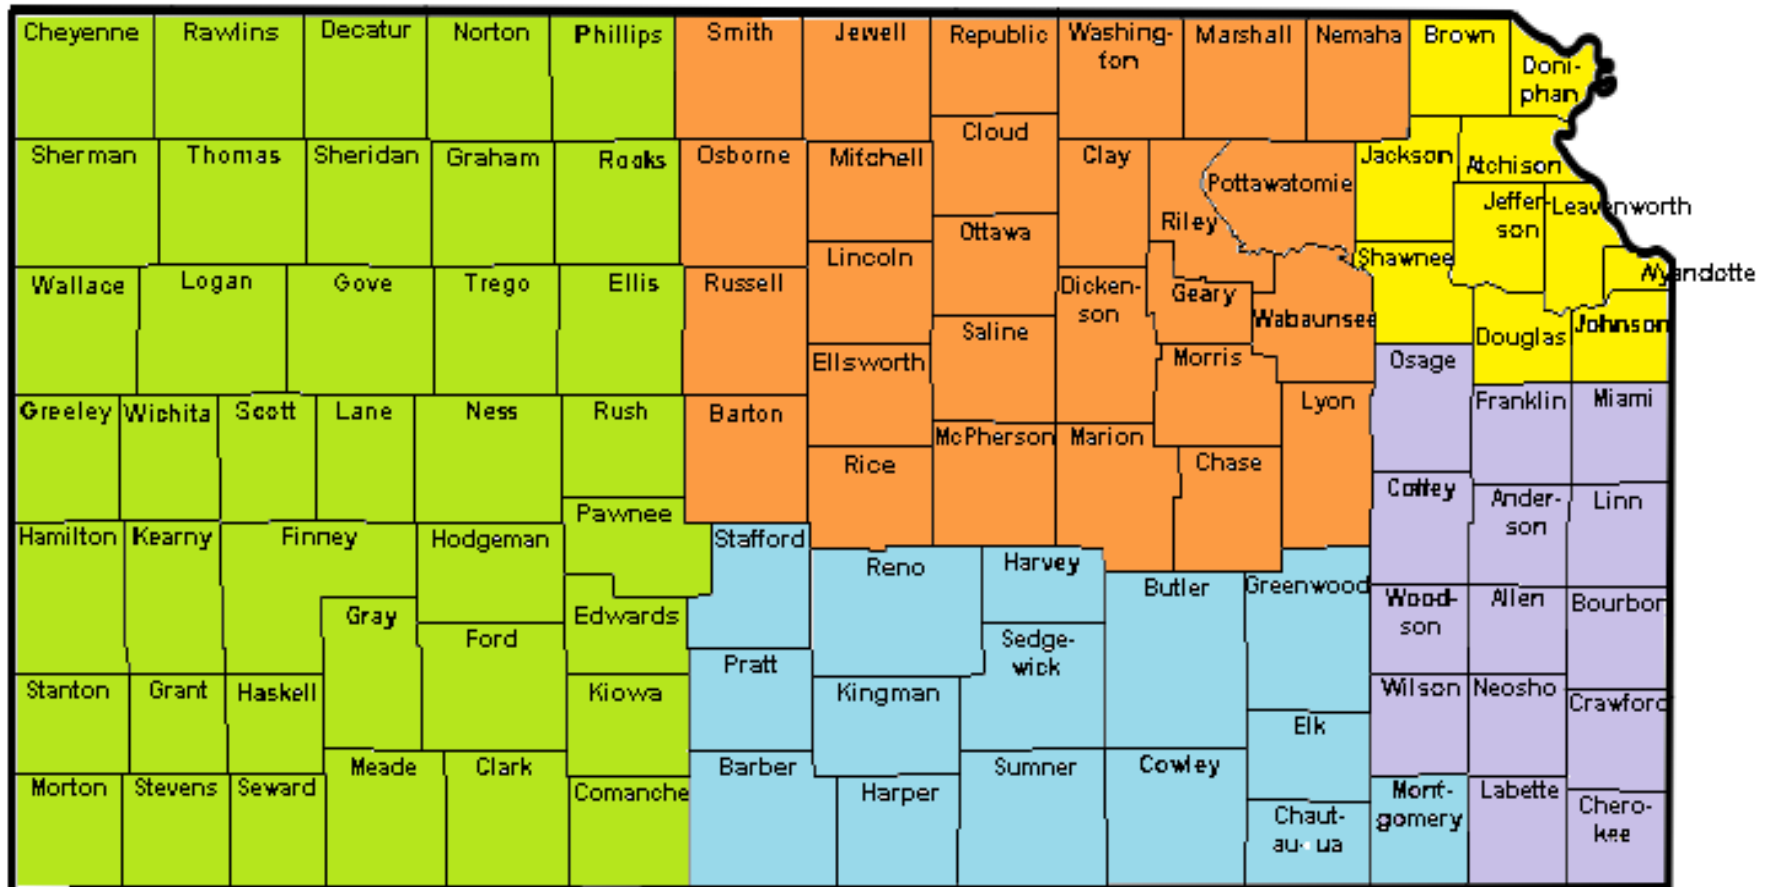 Cheyenne
Rawlins
Decatur
Norton
Phillips
Smith
Jewell
Republic
Washing-
ton
Marshall
Nemaha
Brown
Doni-
phan
Sherman
Thomas
Sheridan
Graham
Rooks
Osborne
Mitchell
Cloud
Clay
Riley
Pottawatomie
Jackson
Atchison
Jeffer-
son
Leavenworth
Wyandotte
Wallace
Logan
Gove
Trego
Ellis
Russell
Lincoln
Ottawa
Saline
Dicken-
son
Geary
Wabaunsee
Shawnee
Douglas
Johnson
Ellsworth
Morris
Osage
Greeley
Wichita
Scott
Lane
Ness
Rush
Barton
Rice
McPherson
Marion
Chase
Lyon
Franklin
Miami
Hamilton
Kearny
Finney
Hodgeman
Pawnee
Stafford
Reno
Harvey
Butler
Greenwood
Coffey
Ander-
son
Linn
Gray
Ford
Edwards
Sedge-
wick
Wood-
son
Allen
Bourbon
Stanton
Grant
Haskell
Kiowa
Pratt
Kingman
Elk
Wilson
Neosho
Crawford
Morton
Stevens
Seward
Meade
Clark
Comanche
Barber
Harper
Sumner
Cowley
Chaut-
au ua
Mont-
gomery
Labette
Chero-
kee